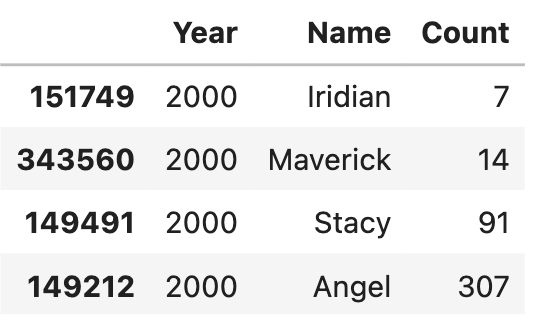 Year Name Count
151749 2000 Iridian 7
343560 2000 Maverick 14
149491 2000 Stacy 91
149212 2000 Angel 307